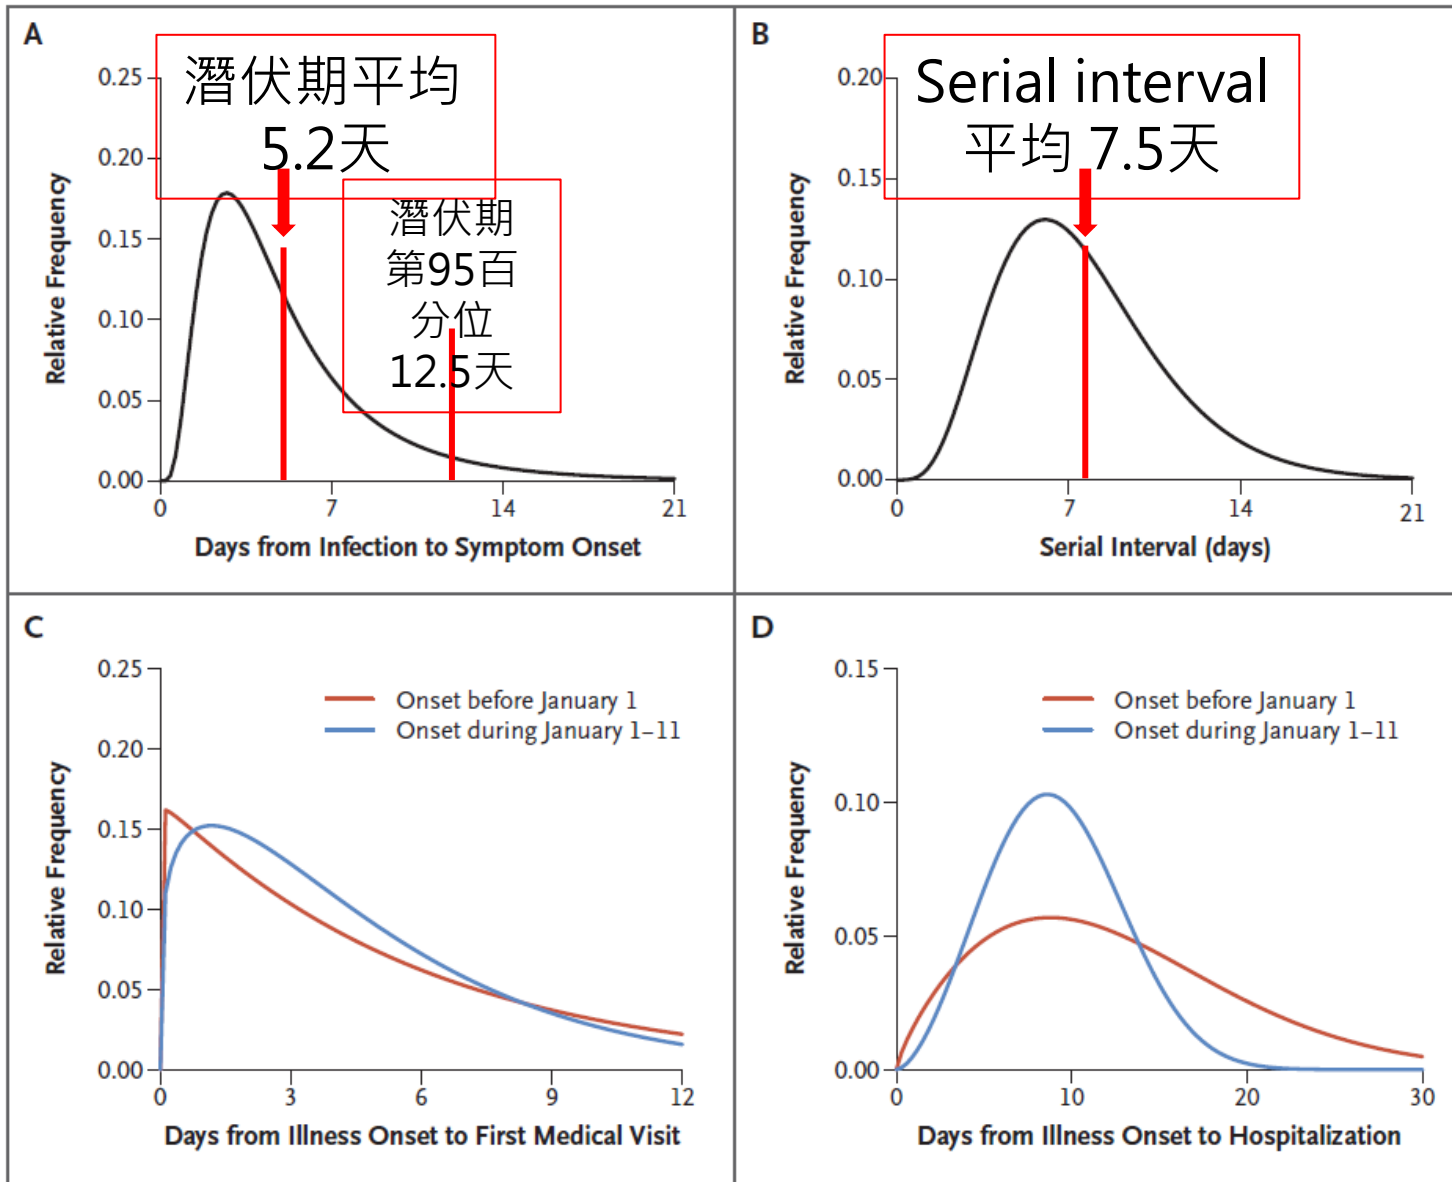 A
潛伏期平均
5.2天
潛伏期
第95百
分位
12.5天
0.25
0.20
0.15
0.10
0.05
0.00
Relative Frequency
0
7
14
21
Days from Infection to Symptom Onset
B
Serial interval
平均 7.5天
0.20
0.15
0.10
0.05
0.00
Relative Frequency
0
7
14
21
Serial Interval (days)
C
Onset before January 1
Onset during January 1–11
0.25
0.20
0.15
0.10
0.05
0.00
Relative Frequency
0
3
6
9
12
Days from Illness Onset to First Medical Visit
D
Onset before January 1
Onset during January 1–11
0.15
0.10
0.05
0.00
Relative Frequency
0
10
20
30
Days from Illness Onset to Hospitalization